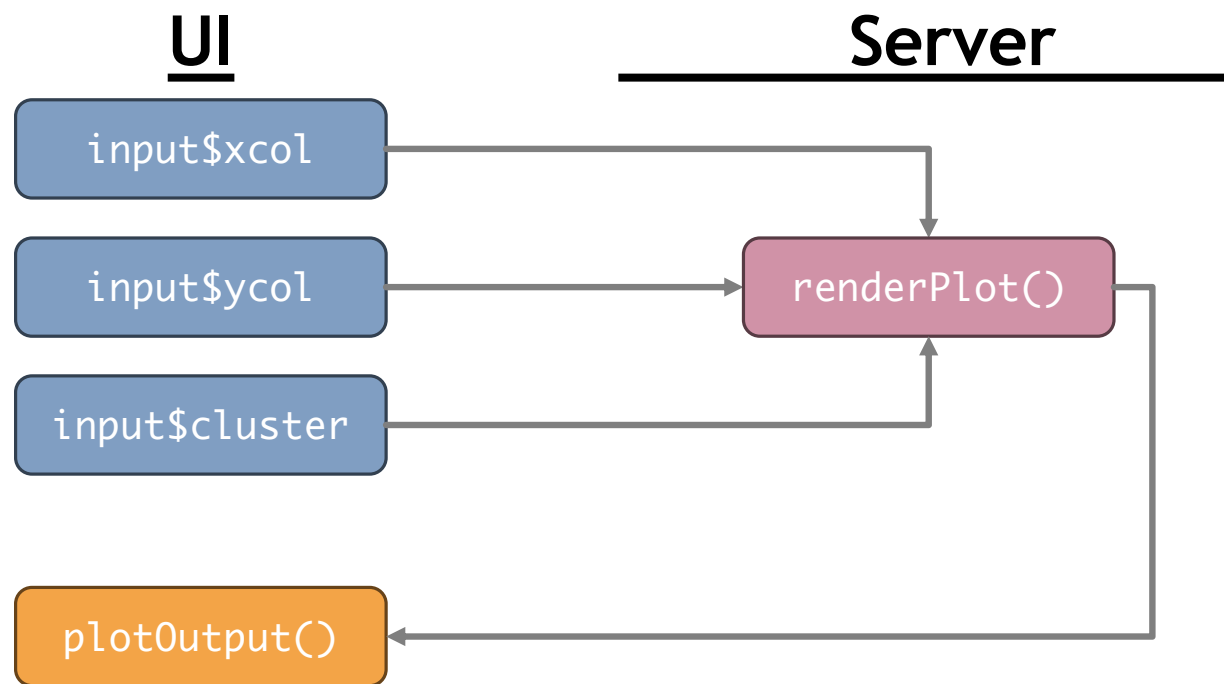 UI
Server
input$xcol
input$ycol
renderPlot()
input$cluster
plotOutput()